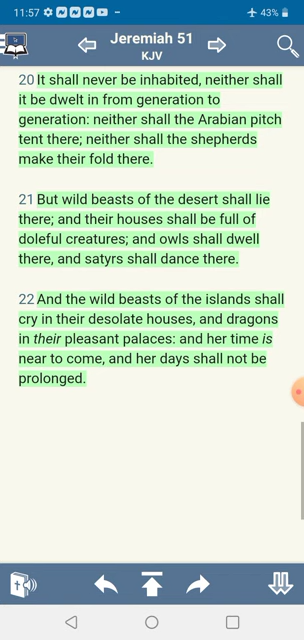 11:57
43%
Jeremiah 51
KJV
20 It shall never be inhabited, neither shall
it be dwelt in from generation to
generation: neither shall the Arabian pitch
tent there; neither shall the shepherds
make their fold there.
21 But wild beasts of the desert shall lie
there; and their houses shall be full of
doleful creatures; and owls shall dwell
there, and satyrs shall dance there.
22 And the wild beasts of the islands shall
cry in their desolate houses, and dragons
in their pleasant palaces: and her time is
near to come, and her days shall not be
prolonged.